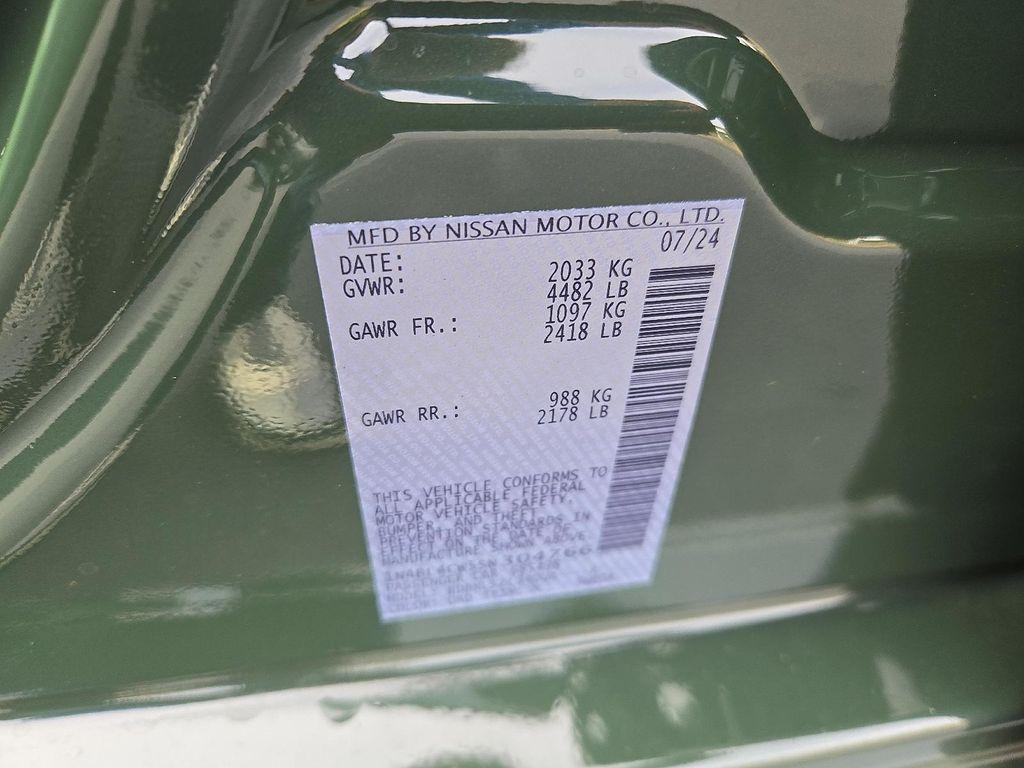 MFD BY NISSAN MOTOR CO., LTD.
DATE: 07/24
GVWR: 2033 KG
4482 LB
GAWR FR.: 1097 KG
2418 LB
GAWR RR.: 988 KG
2178 LB
THIS VEHICLE CONFORMS TO
ALL APPLICABLE FEDERAL
MOTOR VEHICLE SAFETY,
BUMPER, AND THEFT
PREVENTION STANDARDS IN
EFFECT ON THE DATE OF
MANUFACTURE SHOWN ABOVE
PASSENGER CAR